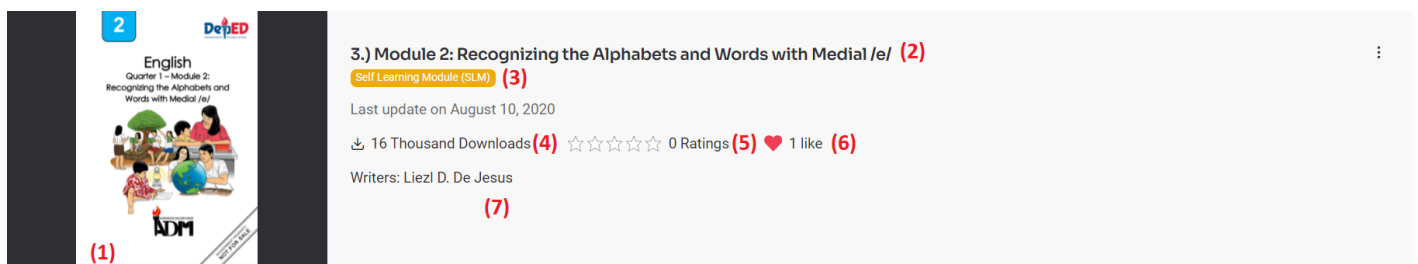 2
DepED
English
Quarter 1 – Module 2:
Recognizing the Alphabets and
Words with Medial /e/
ADM
NOT FOR SALE
(1)
3.) Module 2: Recognizing the Alphabets and Words with Medial /e/ (2)
Self Learning Module (SLM) (3)
Last update on August 10, 2020
16 Thousand Downloads (4) 0 Ratings (5) 1 like (6)
Writers: Liezl D. De Jesus
(7)